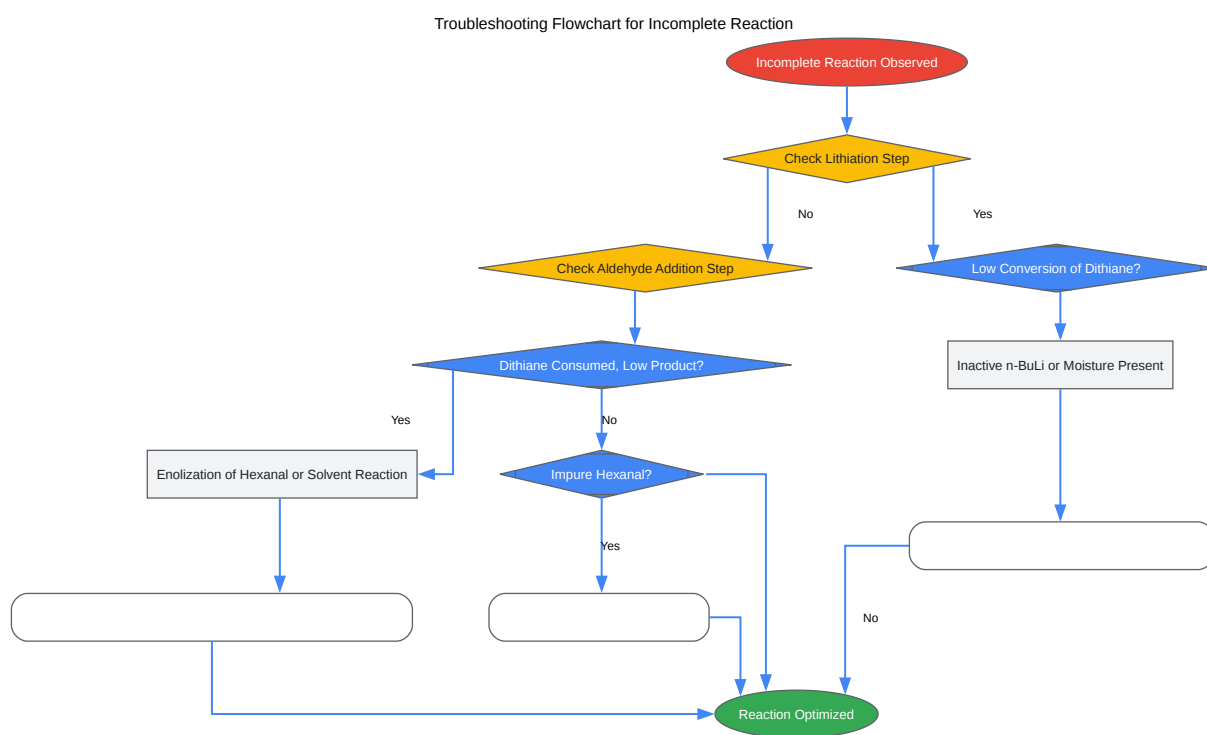 Troubleshooting Flowchart for Incomplete Reaction
Incomplete Reaction Observed
Check Lithiation Step
No
Yes
Check Aldehyde Addition Step
Low Conversion of Dithiane?
Dithiane Consumed, Low Product?
Inactive n-BuLi or Moisture Present
Yes
No
Enolization of Hexanal or Solvent Reaction
Impure Hexanal?
Yes
No
Reaction Optimized